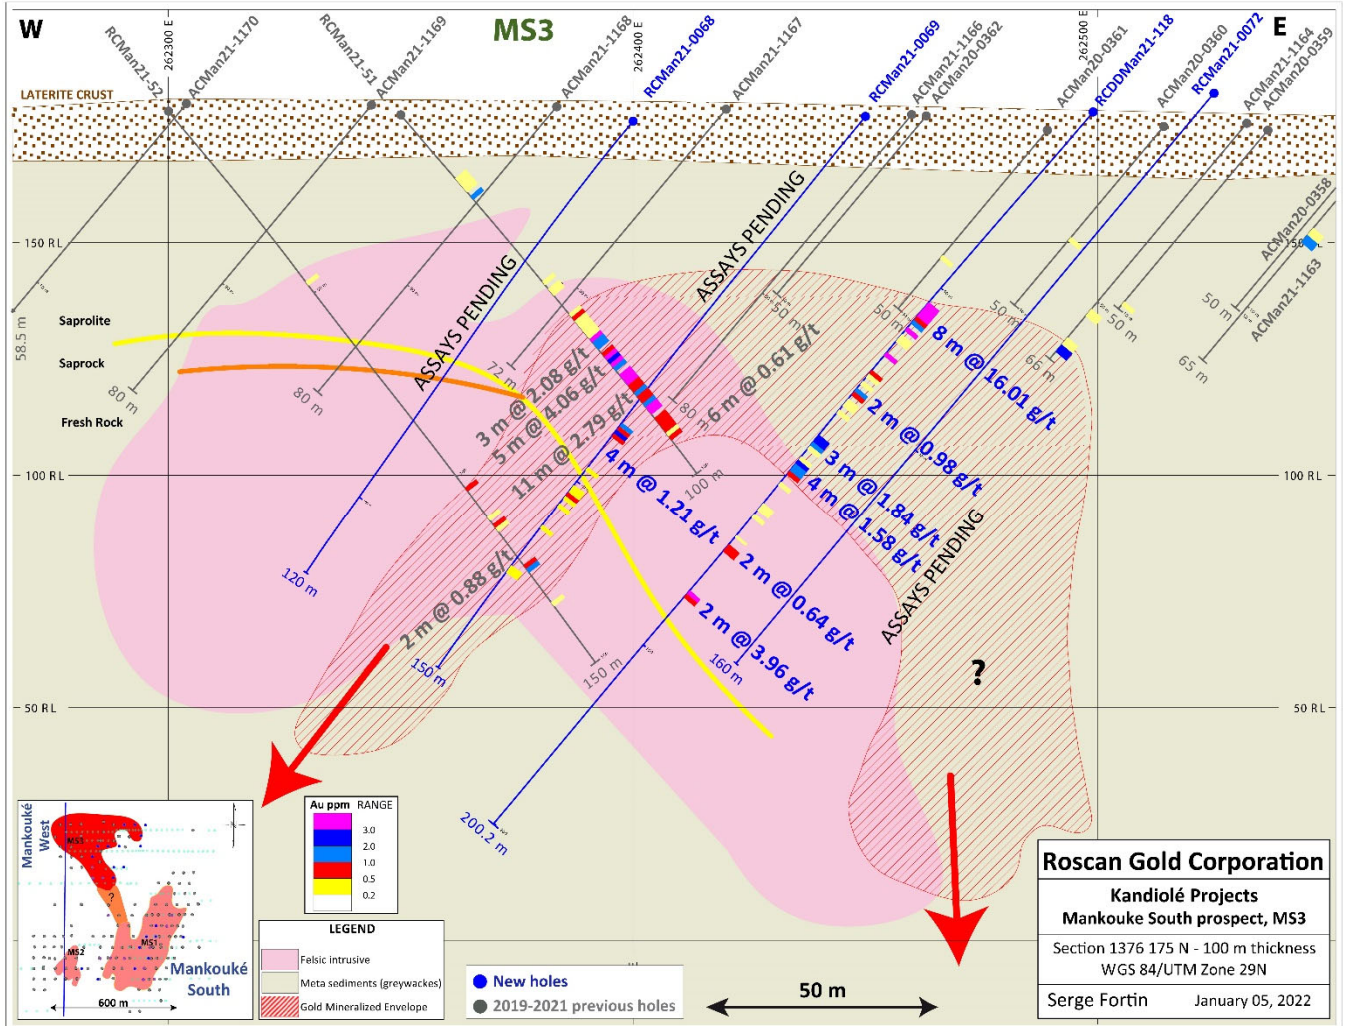 W
MS3
E
RCMan21-52
ACMan21-1170
262300 E
RCMan21-51
ACMan21-1169
ACMan21-1168
262400 E
RCMan21-0068
ACMan21-1167
RCMan21-0069
ACMan21-1166
RCMan20-0362
ACMan20-0361
262500 E
RCDDMan21-118
ACMan20-0360
RCMan21-0072
ACMan21-1164
ACMan20-0359
LATERITE CRUST
ACMan20-0358
ACMan21-1163
150 RL
150 RL
ASSAYS PENDING
ASSAYS PENDING
ASSAYS PENDING
58.5 m
Saprolite
Saprock
Fresh Rock
80 m
80 m
72 m
50 m
50 m
50 m
50 m
50 m
66 m
65 m
80
3 m @ 2.08 g/t
5 m @ 4.06 g/t
11 m @ 2.79 g/t
6 m @ 0.61 g/t
8 m @ 16.01 g/t
2 m @ 0.98 g/t
3 m @ 1.84 g/t
4 m @ 1.58 g/t
4 m @ 1.21 g/t
2 m @ 0.64 g/t
2 m @ 3.96 g/t
2 m @ 0.88 g/t
100 RL
100 RL
100 m
120 m
150 m
150 m
160 m
200.2 m
?
50 RL
50 RL
Mankouké
West
MS3
?
MS1
MS2
Mankouké
South
600 m
Au ppm RANGE
3.0
2.0
1.0
0.5
0.2
LEGEND
Felsic intrusive
Meta sediments (greywackes)
Gold Mineralized Envelope
New holes
2019-2021 previous holes
50 m
Roscan Gold Corporation
Kandiolé Projects
Mankouke South prospect, MS3
Section 1376 175 N - 100 m thickness
WGS 84/UTM Zone 29N
Serge Fortin January 05, 2022